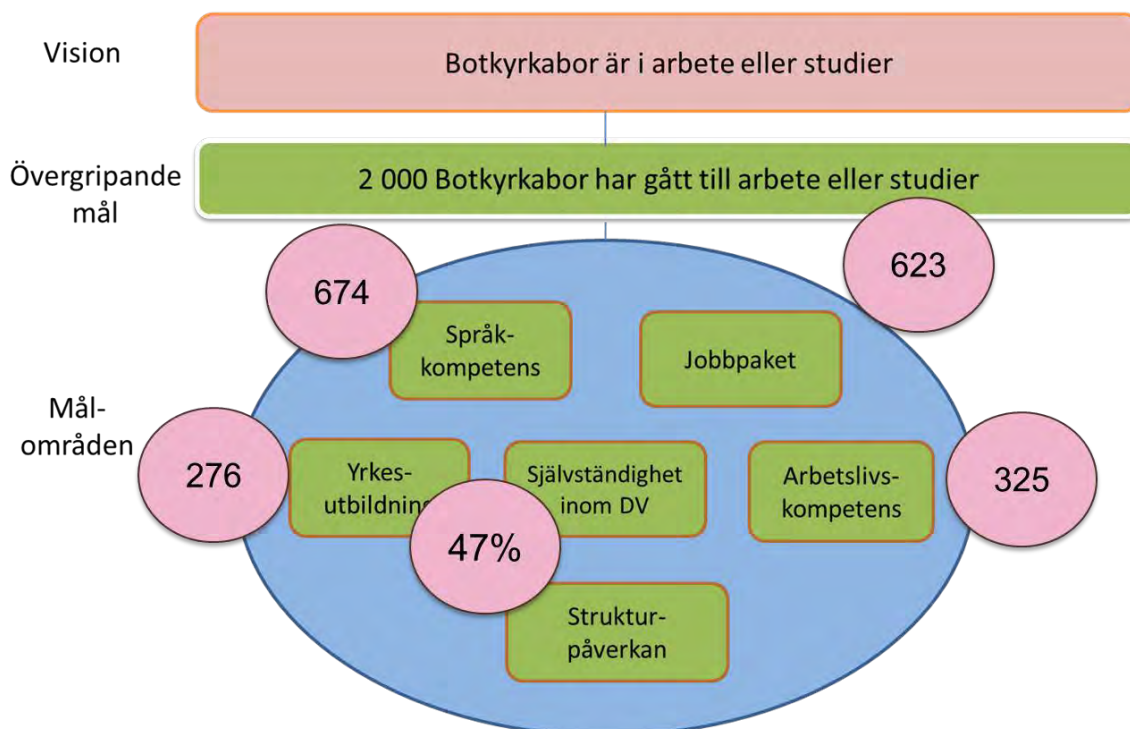 Vision
Botkyrkabor är i arbete eller studier
Övergripande
mål
2 000 Botkyrkabor har gått till arbete eller studier
623
674
Språk-
kompetens
Jobbpaket
Mål-
områden
276
Yrkes-
utbildning
Självständighet
inom DV
Arbetslivs-
kompetens
325
47%
Struktur-
påverkan